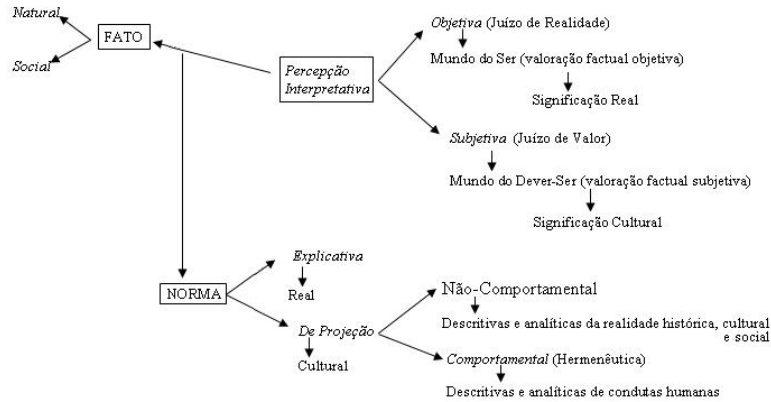 Natural
FATO
Social
Percepção
Interpretativa
Objetiva (Juízo de Realidade)
Mundo do Ser (valoração factual objetiva)
Significação Real
Subjetiva (Juízo de Valor)
Mundo do Dever-Ser (valoração factual subjetiva)
Significação Cultural
NORMA
Explicativa
Real
De Projeção
Cultural
Não-Comportamental
Descritivas e analíticas da realidade histórica, cultural
e social
Comportamental (Hermenêutica)
Descritivas e analíticas de condutas humanas